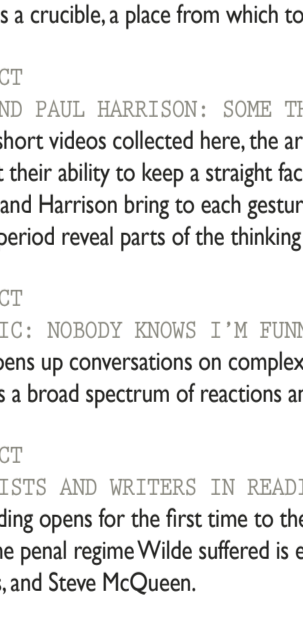 s a crucible, a place from which to
CT
ND PAUL HARRISON: SOME TH
short videos collected here, the ar
t their ability to keep a straight fac
and Harrison bring to each gestur
period reveal parts of the thinking
CT
IC: NOBODY KNOWS I'M FUNN
pens up conversations on complex
s a broad spectrum of reactions an
CT
ISTS AND WRITERS IN READI
ding opens for the first time to the
he penal regime Wilde suffered is e
s, and Steve McQueen.